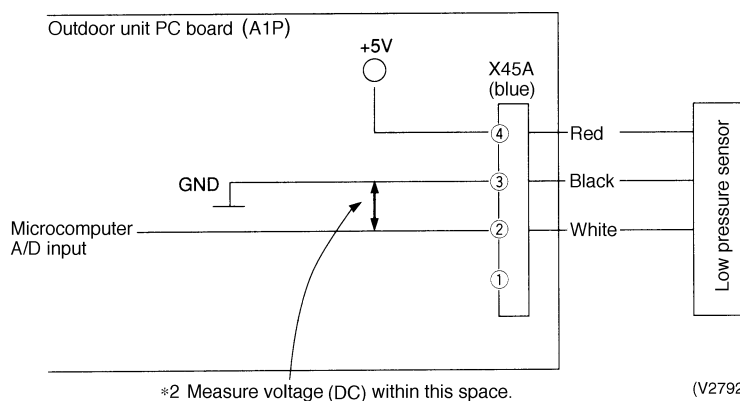 Outdoor unit PC board (A1P)
+5V
X45A
(blue)
4
Red
GND
3
Black
Microcomputer
A/D input
2
White
1
Low pressure sensor
*2 Measure voltage (DC) within this space.
(V2792